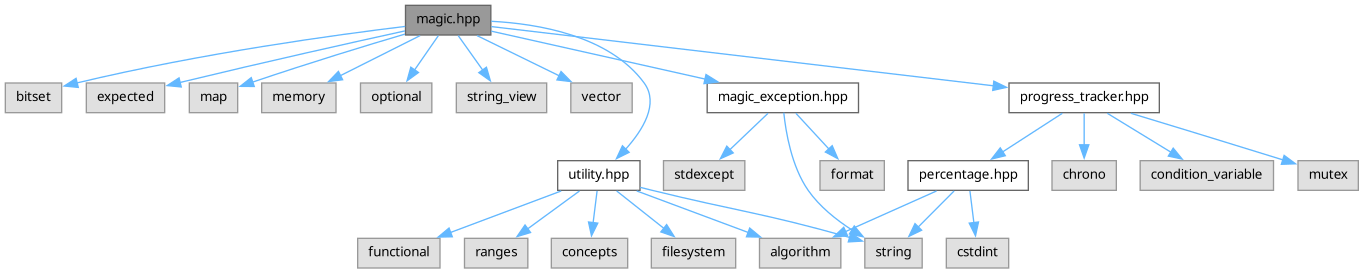 magic.hpp
bitset
expected
map
memory
optional
string_view
vector
magic_exception.hpp
progress_tracker.hpp
utility.hpp
stdexcept
format
percentage.hpp
chrono
condition_variable
mutex
functional
ranges
concepts
filesystem
algorithm
string
cstdint